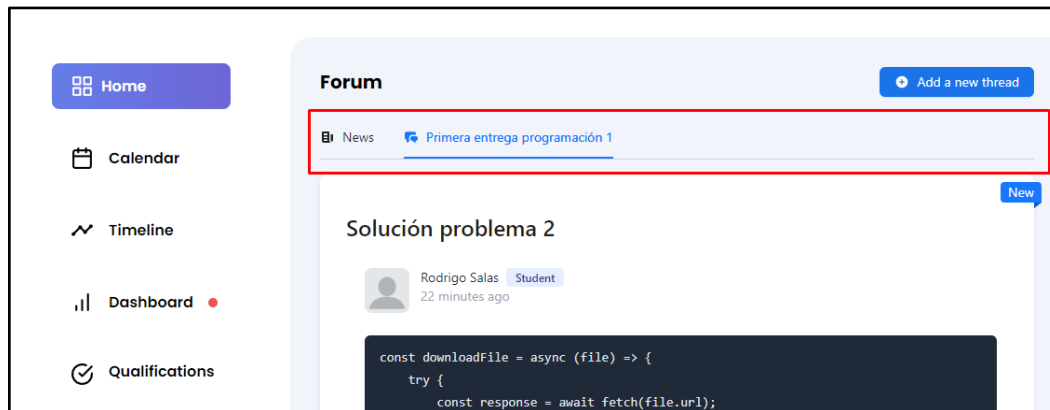 Home
Calendar
Timeline
Dashboard
Qualifications
Forum
Add a new thread
News
Primera entrega programación 1
New
Solución problema 2
Rodrigo Salas Student
22 minutes ago
const downloadFile = async (file) => {
try {
const response = await fetch(file.url);